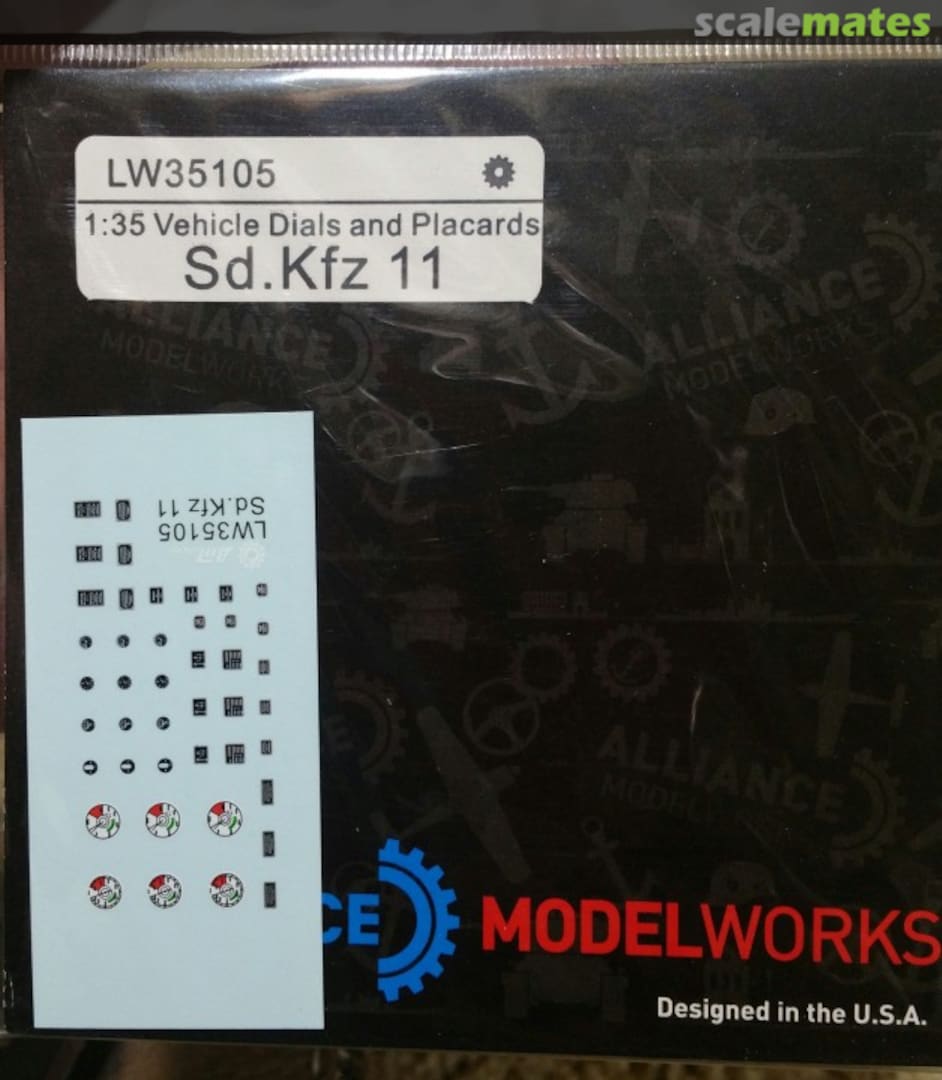 scalemates
LW35105
1:35 Vehicle Dials and Placards
Sd.Kfz 11
ALLIANCE
MODELWORKS
ALLIANCE
MODELWORKS
LW35105
Sd.Kfz 11
ALLIANCE
MODELWORKS
CE MODELWORKS
Designed in the U.S.A.